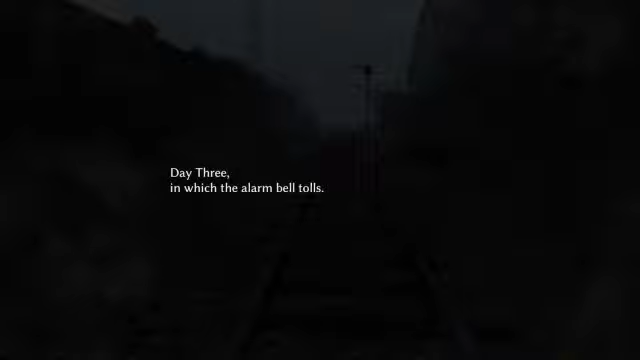 Day Three,
in which the alarm bell tolls.